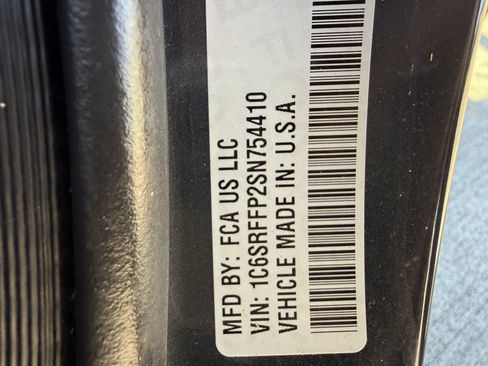 MFD BY: FCA US LLC
VIN: 1C6SRFFP2SN754410
VEHICLE MADE IN: U.S.A.